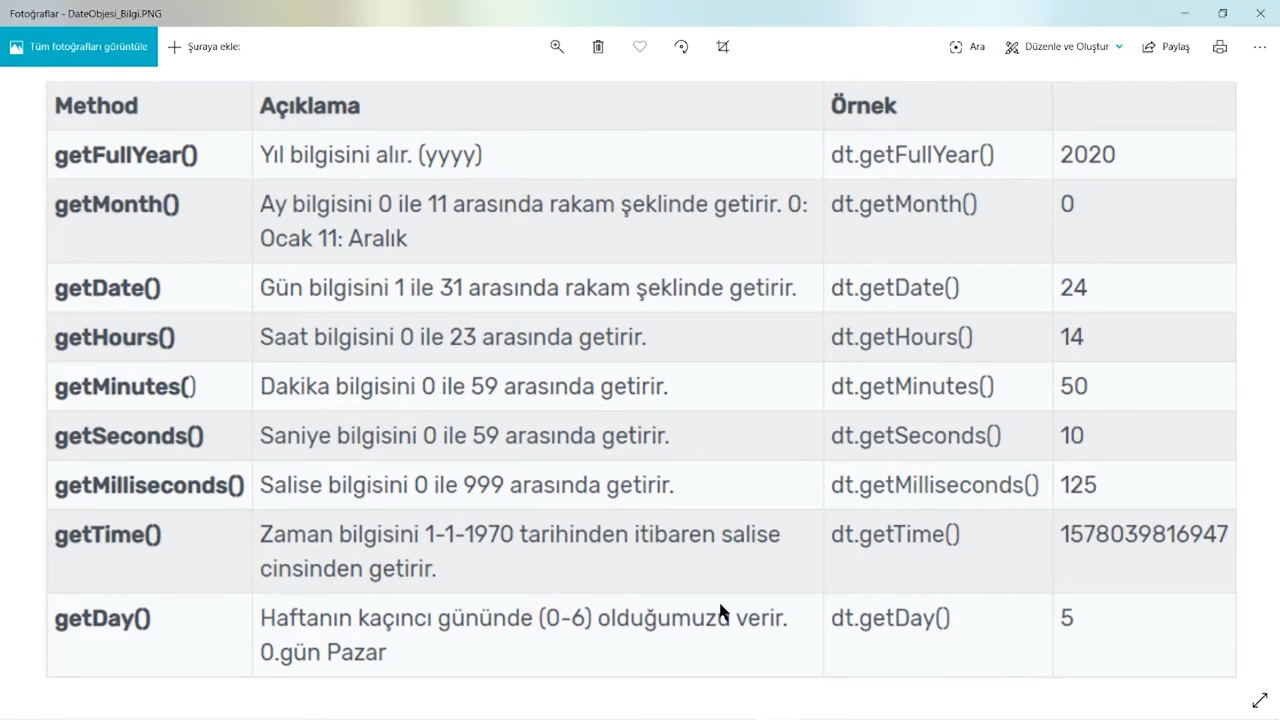 Fotoğraflar - DateObjesi_Bilgi.PNG
Tüm fotoğrafları görüntüle
Şuraya ekle:
Ara
Düzenle ve Oluştur
Paylaş
Method Açıklama Örnek
getFullYear() Yıl bilgisini alır. (yyyy) dt.getFullYear() 2020
getMonth() Ay bilgisini 0 ile 11 arasında rakam şeklinde getirir. 0: dt.getMonth() 0
Ocak 11: Aralık
getDate() Gün bilgisini 1 ile 31 arasında rakam şeklinde getirir. dt.getDate() 24
getHours() Saat bilgisini 0 ile 23 arasında getirir. dt.getHours() 14
getMinutes() Dakika bilgisini 0 ile 59 arasında getirir. dt.getMinutes() 50
getSeconds() Saniye bilgisini 0 ile 59 arasında getirir. dt.getSeconds() 10
getMilliseconds() Salise bilgisini 0 ile 999 arasında getirir. dt.getMilliseconds() 125
getTime() Zaman bilgisini 1-1-1970 tarihinden itibaren salise dt.getTime() 1578039816947
cinsinden getirir.
getDay() Haftanın kaçıncı gününde (0-6) olduğumuzu verir. dt.getDay() 5
0.gün Pazar